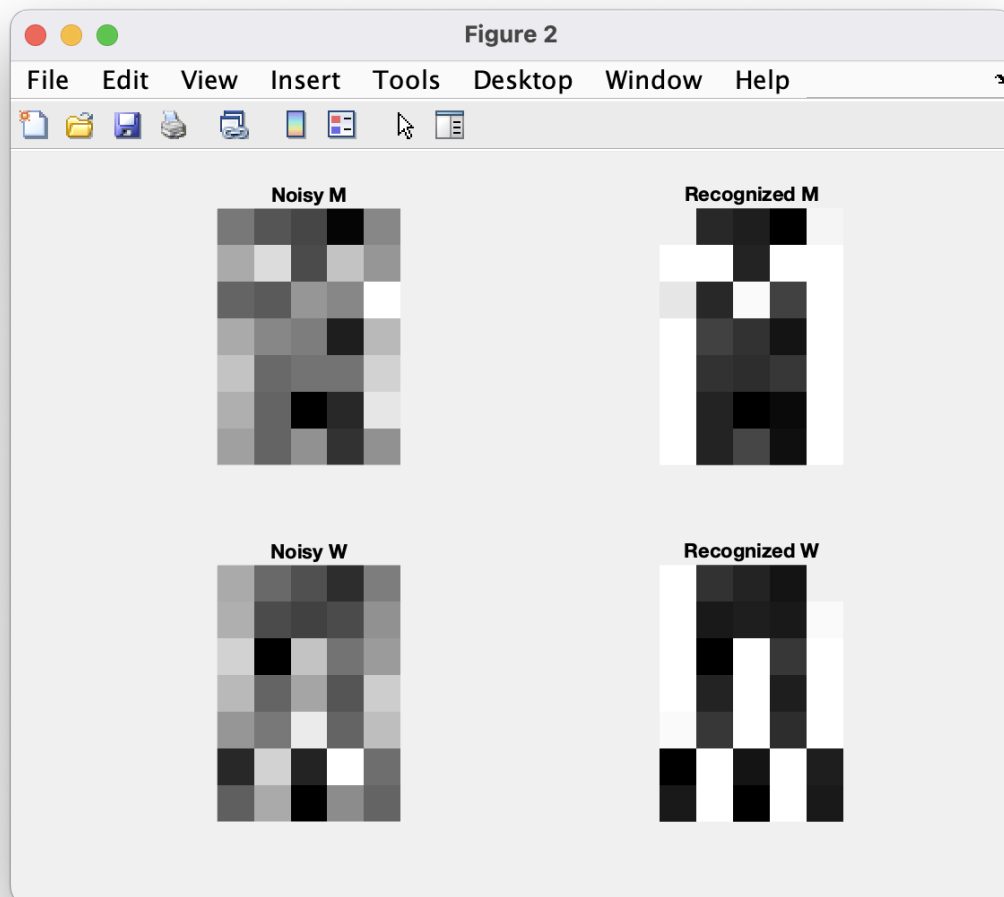 Figure 2
File Edit View Insert Tools Desktop Window Help
Noisy M
Recognized M
Noisy W
Recognized W